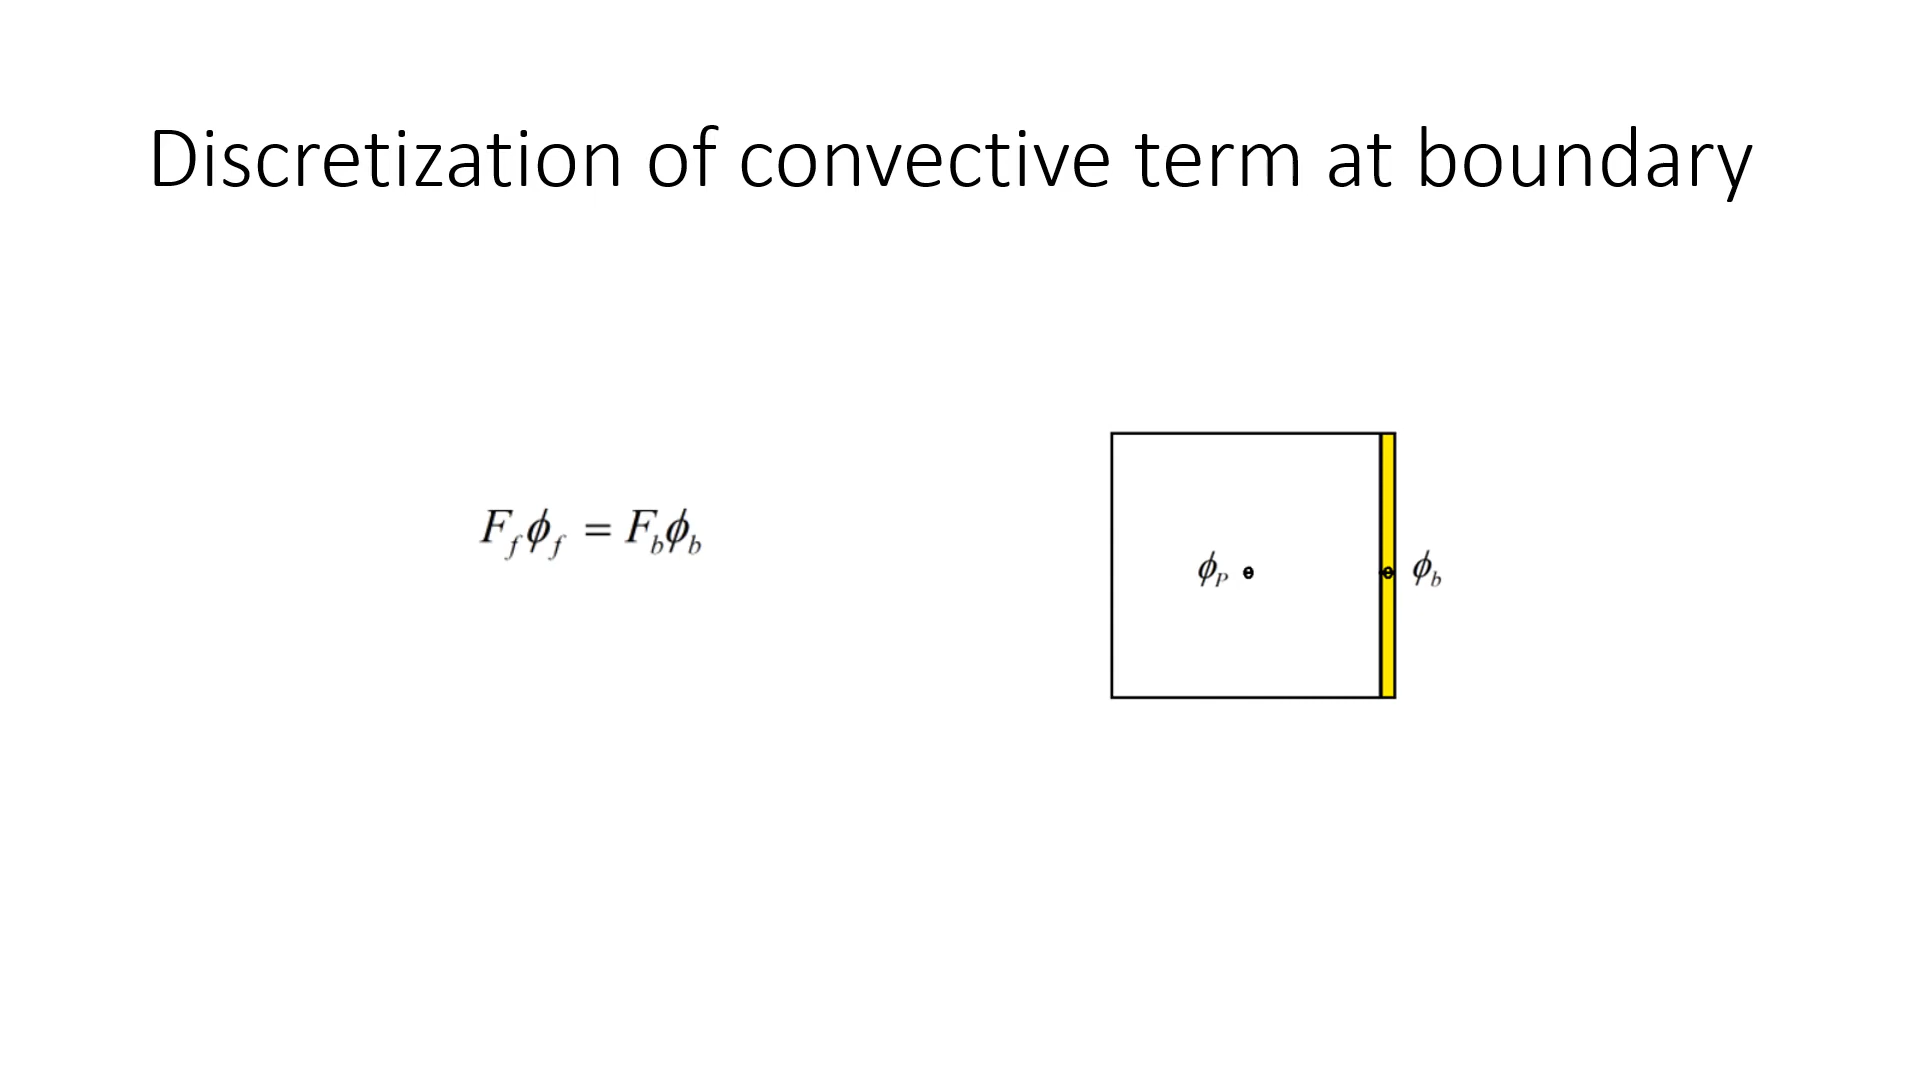 Discretization of convective term at boundary
F_f ϕ_f = F_b ϕ_b
ϕ_P
ϕ_b